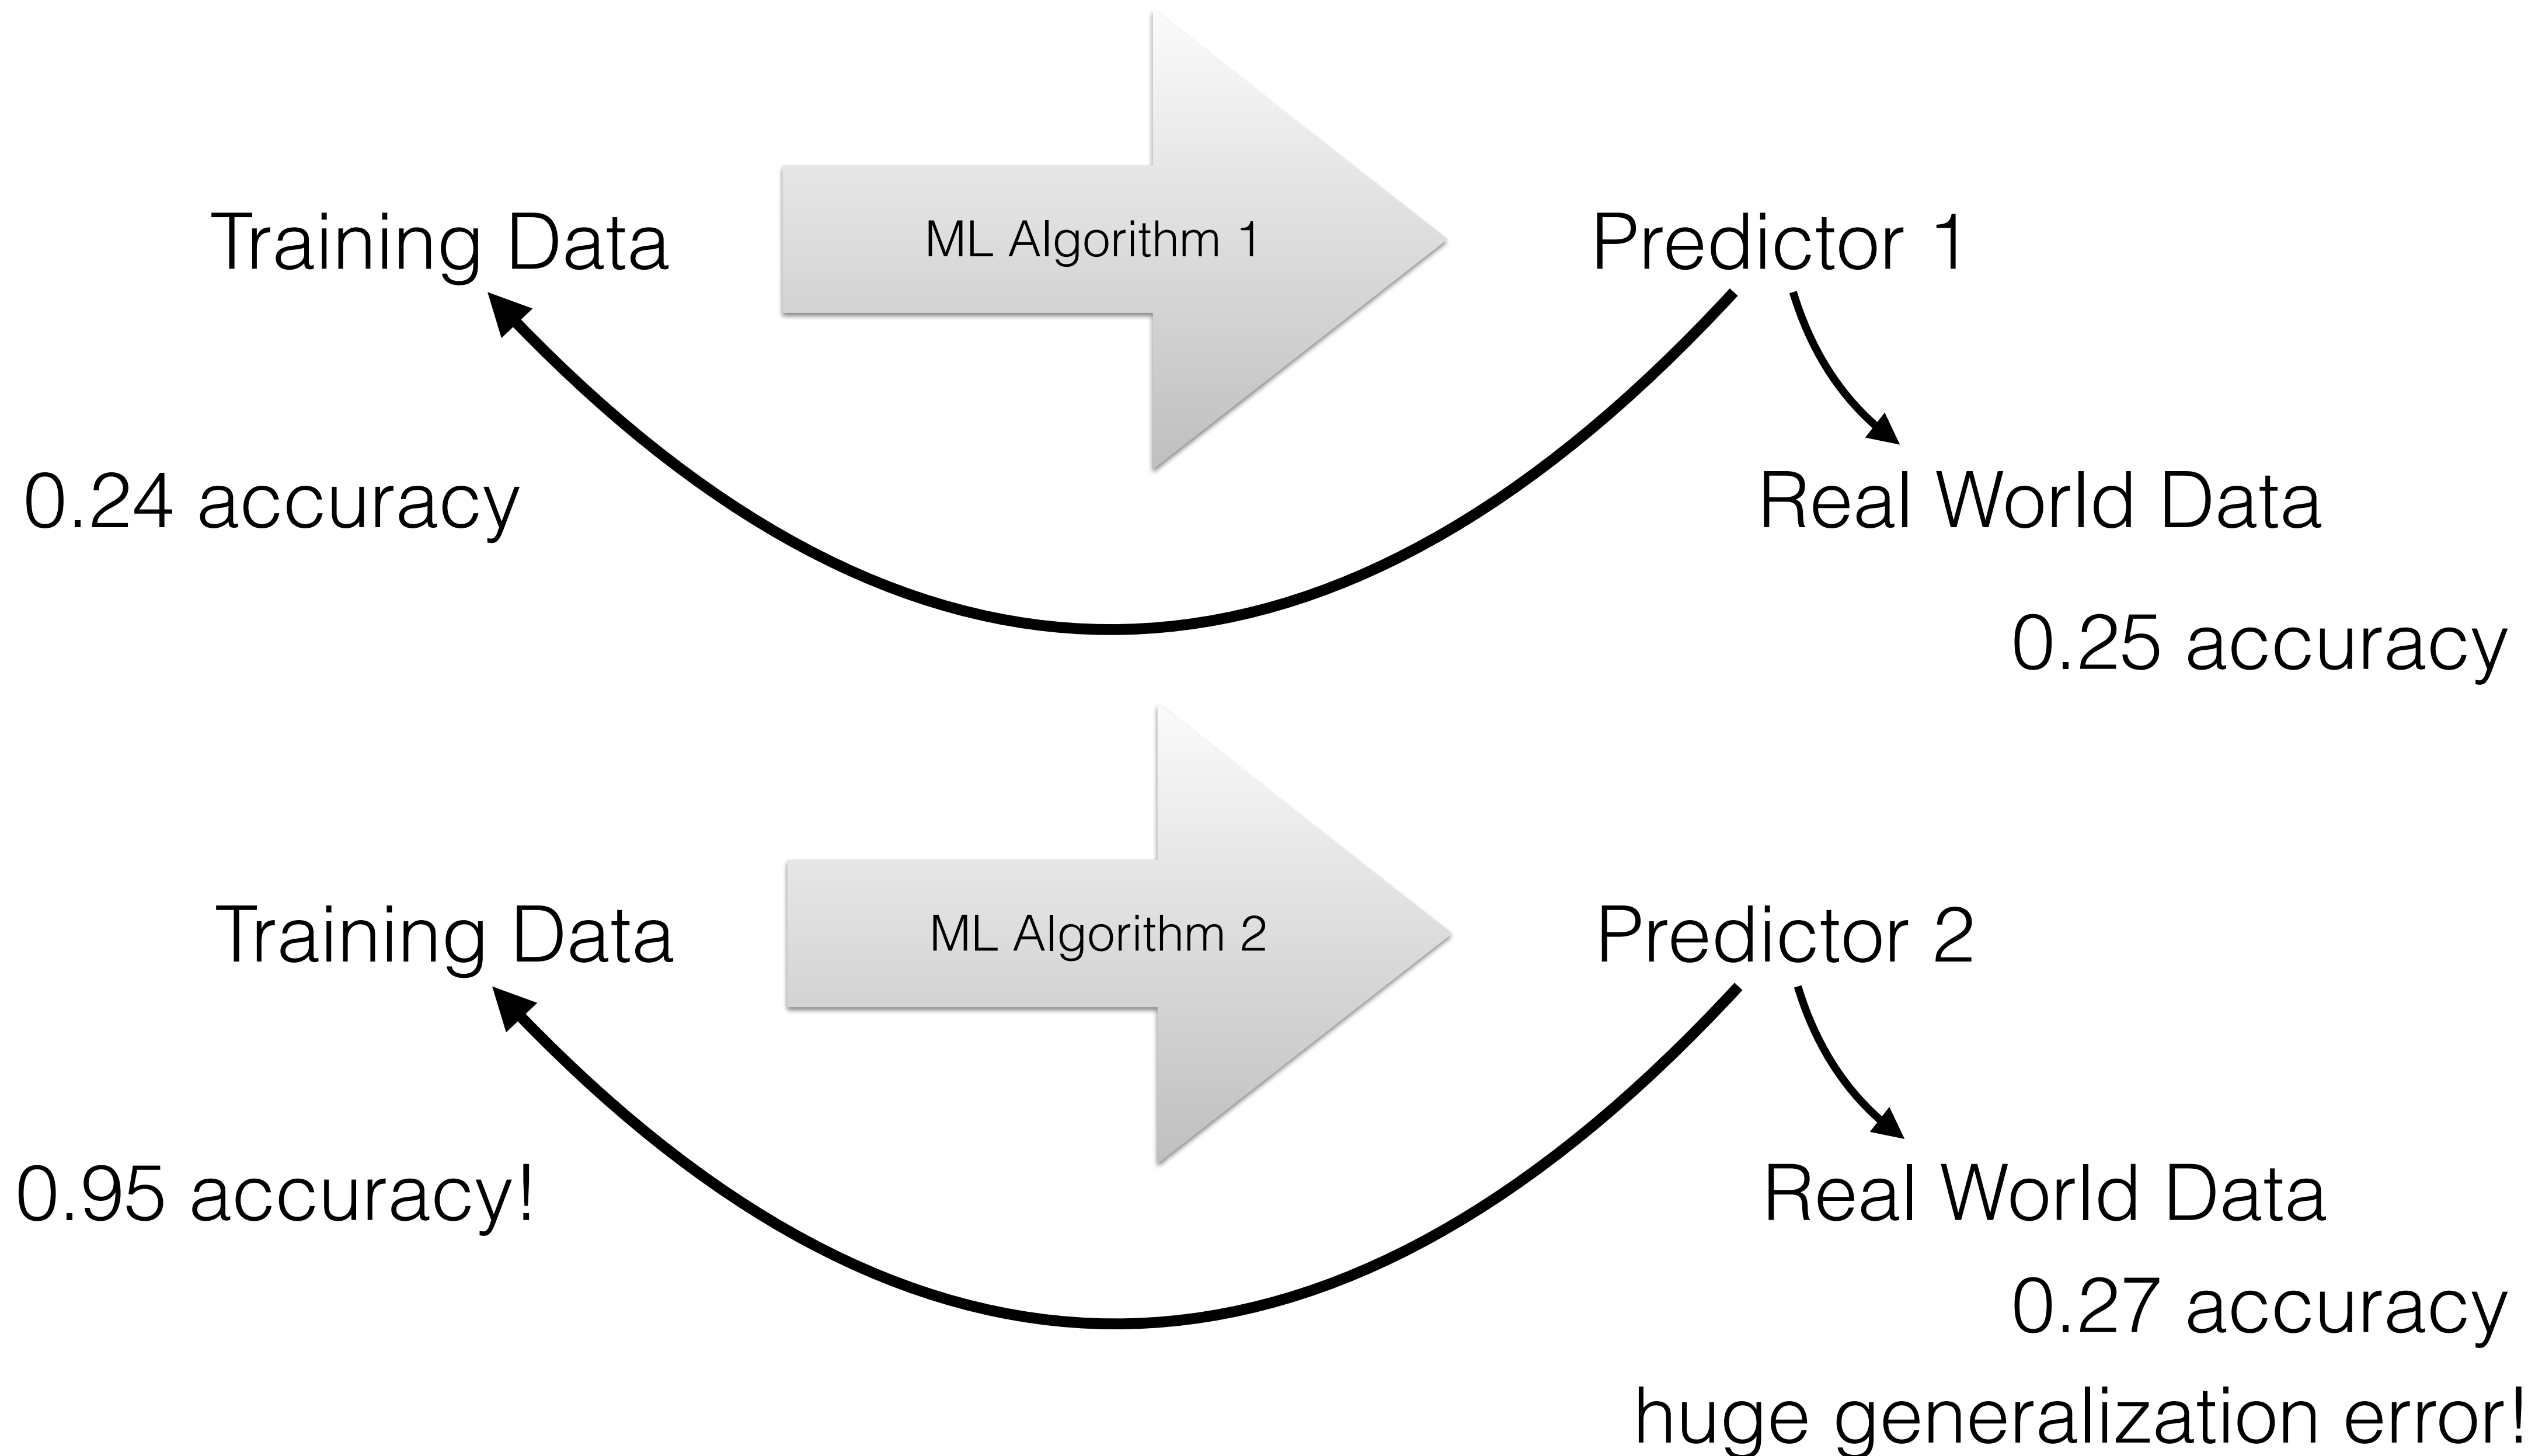 Training Data
ML Algorithm 1
Predictor 1
0.24 accuracy
Real World Data
0.25 accuracy
Training Data
ML Algorithm 2
Predictor 2
0.95 accuracy!
Real World Data
0.27 accuracy
huge generalization error!